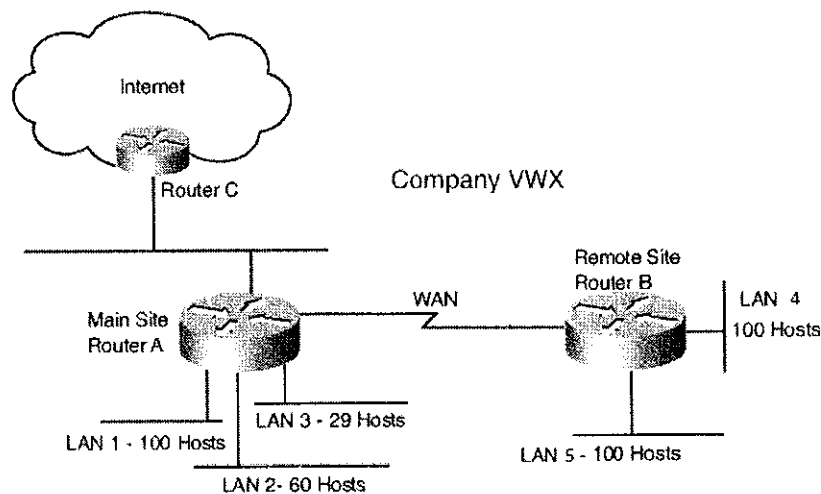 Internet
Router C
Company VWX
Remote Site
Router B
WAN
LAN 4
100 Hosts
Main Site
Router A
LAN 3 - 29 Hosts
LAN 1 - 100 Hosts
LAN 5 - 100 Hosts
LAN 2- 60 Hosts